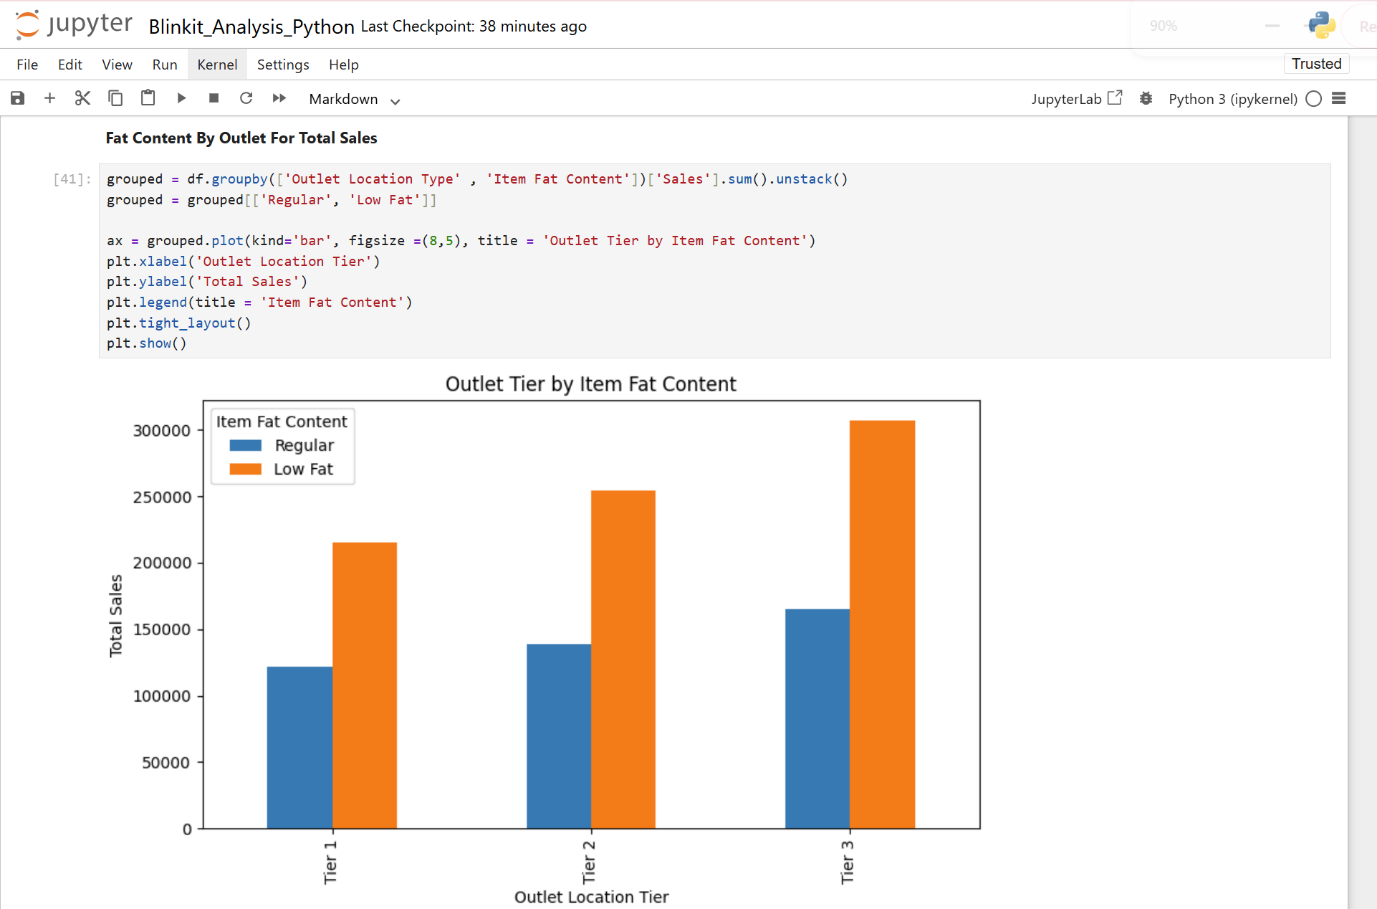 jupyter Blinkit_Analysis_Python Last Checkpoint: 38 minutes ago 90% Re
File Edit View Run Kernel Settings Help Trusted
Markdown JupyterLab Python 3 (ipykernel)
Fat Content By Outlet For Total Sales
[41]: grouped = df.groupby(['Outlet Location Type' , 'Item Fat Content'])['Sales'].sum().unstack()
grouped = grouped[['Regular', 'Low Fat']]
ax = grouped.plot(kind='bar', figsize =(8,5), title = 'Outlet Tier by Item Fat Content')
plt.xlabel('Outlet Location Tier')
plt.ylabel('Total Sales')
plt.legend(title = 'Item Fat Content')
plt.tight_layout()
plt.show()
Outlet Tier by Item Fat Content
Item Fat Content
Regular
Low Fat
300000
250000
200000
150000
100000
50000
0
Total Sales
Tier 1
Tier 2
Tier 3
Outlet Location Tier